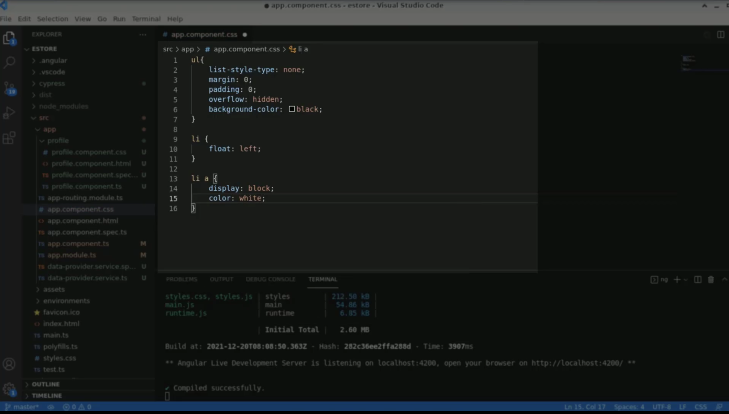 app.component.css - estore - Visual Studio Code
File Edit Selection View Go Run Terminal Help
EXPLORER
app.component.css
ESTORE
.angular
.vscode
cypress
dist
node_modules
src
app
profile
profile.component.css U
profile.component.html U
profile.component.spec... U
profile.component.ts U
app-routing.module.ts
app.component.css
app.component.html
app.component.spec.ts
app.component.ts M
app.module.ts M
data-provider.service.sp... U
data-provider.service.ts U
assets
environments
favicon.ico
index.html
main.ts
polyfills.ts
styles.css
test.ts
OUTLINE
TIMELINE
src > app > # app.component.css > li a
1 ul{
2 list-style-type: none;
3 margin: 0;
4 padding: 0;
5 overflow: hidden;
6 background-color: black;
7 }
8
9 li {
10 float: left;
11 }
12
13 li a {
14 display: block;
15 color: white;
16 }
PROBLEMS OUTPUT DEBUG CONSOLE TERMINAL
ng
styles.css, styles.js | styles | 212.50 kB |
main.js | main | 54.86 kB |
runtime.js | runtime | 6.85 kB |
| Initial Total | 2.60 MB
Build at: 2021-12-20T08:08:50.363Z - Hash: 282c36ee2ffa288d - Time: 3907ms
** Angular Live Development Server is listening on localhost:4200, open your browser on http://localhost:4200/ **
✔ Compiled successfully.
master* 0 0 Ln 15, Col 17 Spaces: 4 UTF-8 LF CSS